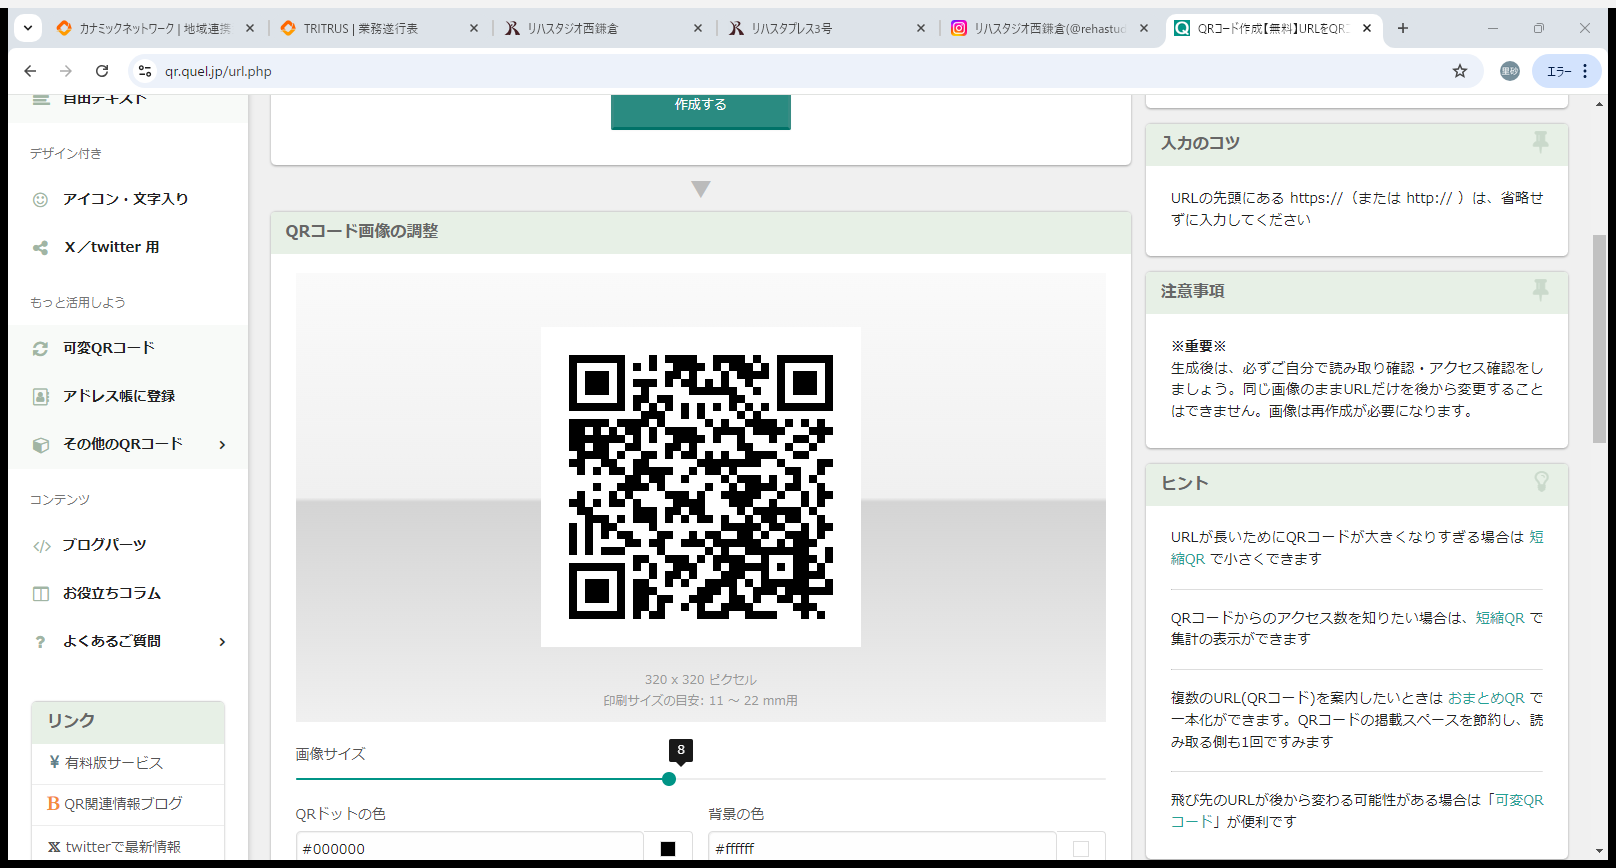 カナミックネットワーク | 地域連携
TRITRUS | 業務遂行表
リハスタジオ西鎌倉
リハスタプレス3号
リハスタジオ西鎌倉(@rehastud
QRコード作成【無料】URLをQRコ
qr.quel.jp/url.php
里砂
エラー
自由テキスト
デザイン付き
アイコン・文字入り
X／twitter 用
もっと活用しよう
可変QRコード
アドレス帳に登録
その他のQRコード
コンテンツ
ブログパーツ
お役立ちコラム
よくあるご質問
リンク
¥ 有料版サービス
B QR関連情報ブログ
X twitterで最新情報
作成する
QRコード画像の調整
320 x 320 ピクセル
印刷サイズの目安: 11 ～ 22 mm用
画像サイズ
8
QRドットの色
背景の色
#000000
#ffffff
入力のコツ
URLの先頭にある https://（または http:// ）は、省略せ
ずに入力してください
注意事項
※重要※
生成後は、必ずご自分で読み取り確認・アクセス確認をし
ましょう。同じ画像のままURLだけを後から変更すること
はできません。画像は再作成が必要になります。
ヒント
URLが長いためにQRコードが大きくなりすぎる場合は 短
縮QR で小さくできます
QRコードからのアクセス数を知りたい場合は、短縮QR で
集計の表示ができます
複数のURL(QRコード)を案内したいときは おまとめQR で
一本化ができます。QRコードの掲載スペースを節約し、読
み取る側も1回ですみます
飛び先のURLが後から変わる可能性がある場合は「可変QR
コード」が便利です